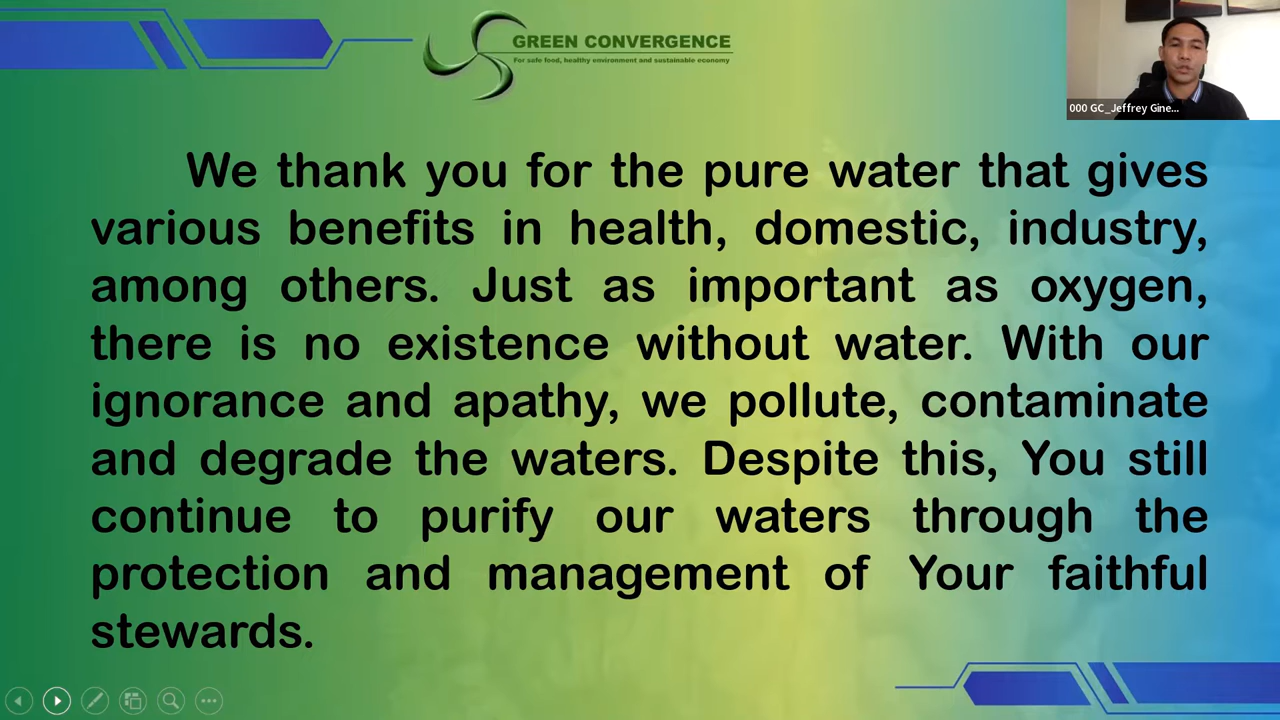 GREEN CONVERGENCE
For safe food, healthy environment and sustainable economy
000 GC_Jeffrey Gine...
We thank you for the pure water that gives
various benefits in health, domestic, industry,
among others. Just as important as oxygen,
there is no existence without water. With our
ignorance and apathy, we pollute, contaminate
and degrade the waters. Despite this, You still
continue to purify our waters through the
protection and management of Your faithful
stewards.